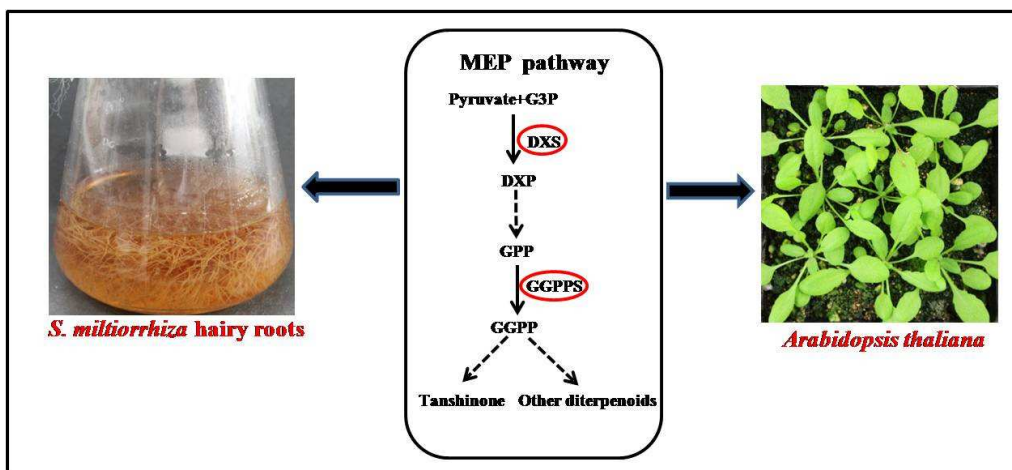 MEP pathway
Pyruvate+G3P
DXS
DXP
GPP
GGPPS
GGPP
Tanshinone Other diterpenoids
S. miltiorrhiza hairy roots
Arabidopsis thaliana